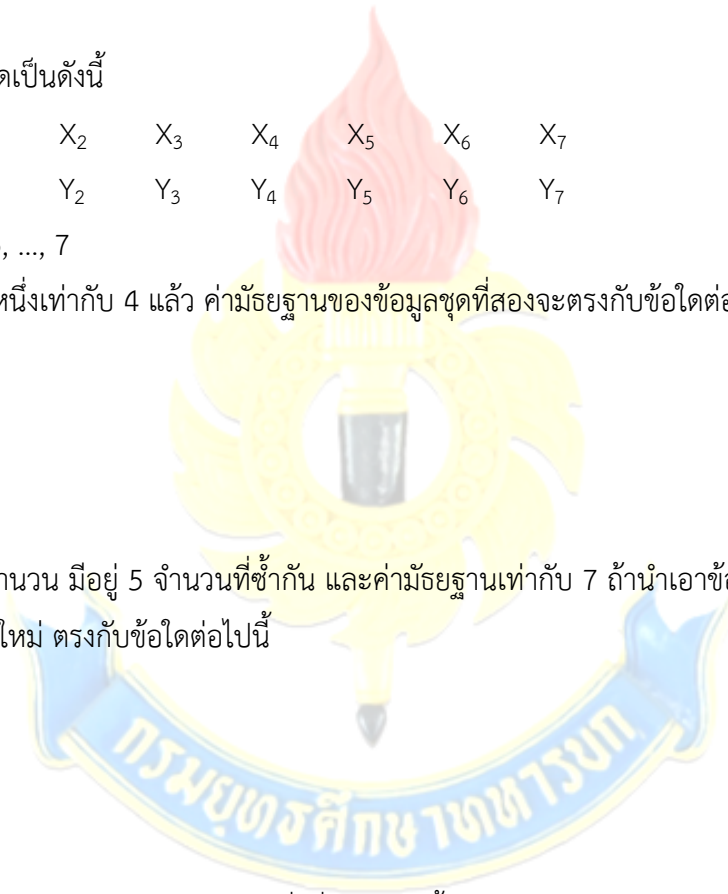 ดเป็นดังนี้
X₂ X₃ X₄ X₅ X₆ X₇
Y₂ Y₃ Y₄ Y₅ Y₆ Y₇
, ..., 7
หนึ่งเท่ากับ 4 แล้ว ค่ามัธยฐานของข้อมูลชุดที่สองจะตรงกับข้อใดต่อ
ำนวน มีอยู่ 5 จำนวนที่ซ้ำกัน และค่ามัธยฐานเท่ากับ 7 ถ้านำเอาข้อ
ใหม่ ตรงกับข้อใดต่อไปนี้
กรมยุทธศึกษาทหารบก